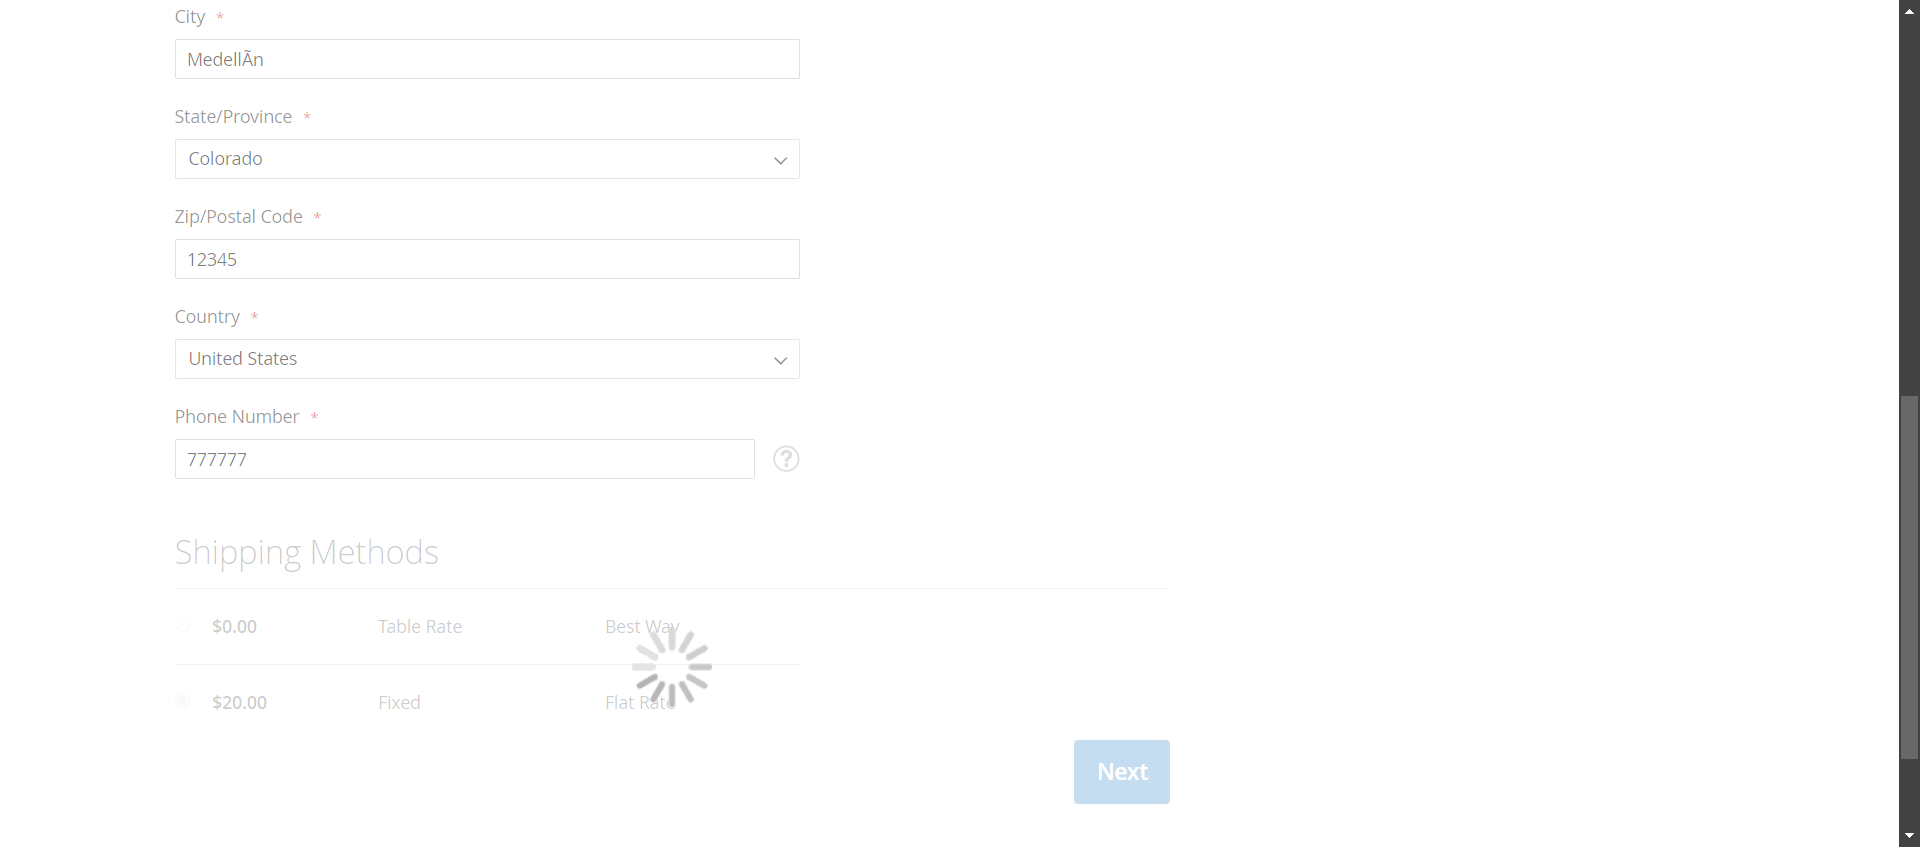 City *
MedellÃn
State/Province *
Colorado
Zip/Postal Code *
12345
Country *
United States
Phone Number *
777777
?
Shipping Methods
$0.00 Table Rate Best Way
$20.00 Fixed Flat Rate
Next